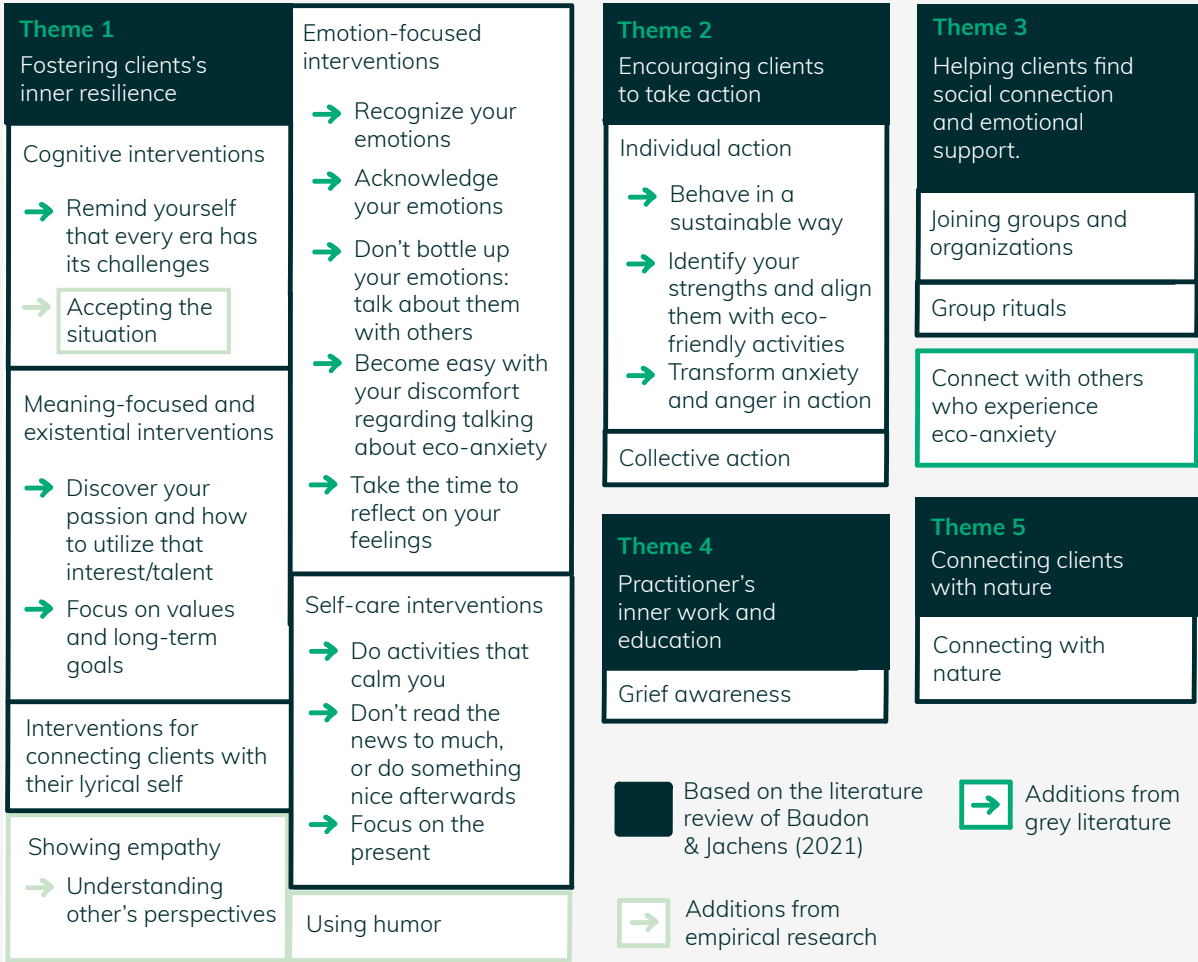 Theme 1
Fostering clients's
inner resilience
Cognitive interventions
Remind yourself
that every era has
its challenges
Accepting the
situation
Meaning-focused and
existential interventions
Discover your
passion and how
to utilize that
interest/talent
Focus on values
and long-term
goals
Interventions for
connecting clients with
their lyrical self
Showing empathy
Understanding
other's perspectives
Emotion-focused
interventions
Recognize your
emotions
Acknowledge
your emotions
Don't bottle up
your emotions:
talk about them
with others
Become easy with
your discomfort
regarding talking
about eco-anxiety
Take the time to
reflect on your
feelings
Self-care interventions
Do activities that
calm you
Don't read the
news to much,
or do something
nice afterwards
Focus on the
present
Using humor
Theme 2
Encouraging clients
to take action
Individual action
Behave in a
sustainable way
Identify your
strengths and align
them with eco-
friendly activities
Transform anxiety
and anger in action
Collective action
Theme 3
Helping clients find
social connection
and emotional
support.
Joining groups and
organizations
Group rituals
Connect with others
who experience
eco-anxiety
Theme 4
Practitioner's
inner work and
education
Grief awareness
Theme 5
Connecting clients
with nature
Connecting with
nature
Based on the literature
review of Baudon
& Jachens (2021)
Additions from
grey literature
Additions from
empirical research